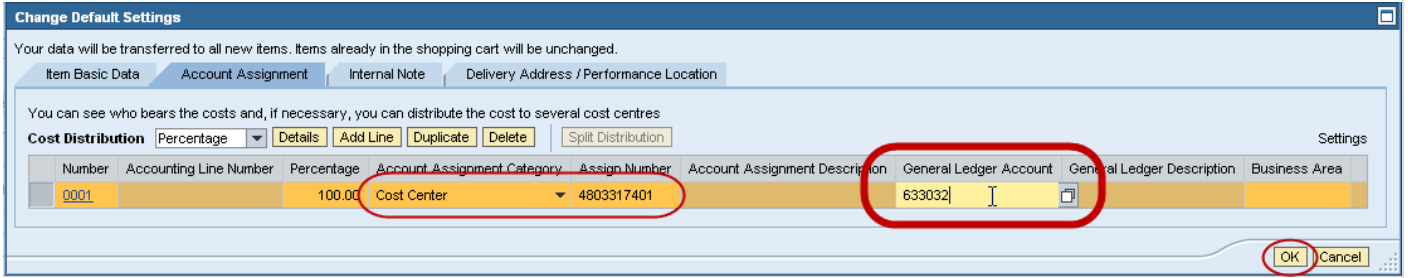 Change Default Settings
Your data will be transferred to all new items. Items already in the shopping cart will be unchanged.
Item Basic Data Account Assignment Internal Note Delivery Address / Performance Location
You can see who bears the costs and, if necessary, you can distribute the cost to several cost centres
Cost Distribution Percentage Details Add Line Duplicate Delete Split Distribution Settings
Number Accounting Line Number Percentage Account Assignment Category Assign Number Account Assignment Description General Ledger Account General Ledger Description Business Area
0001 100.00 Cost Center 4803317401 633032
OK Cancel